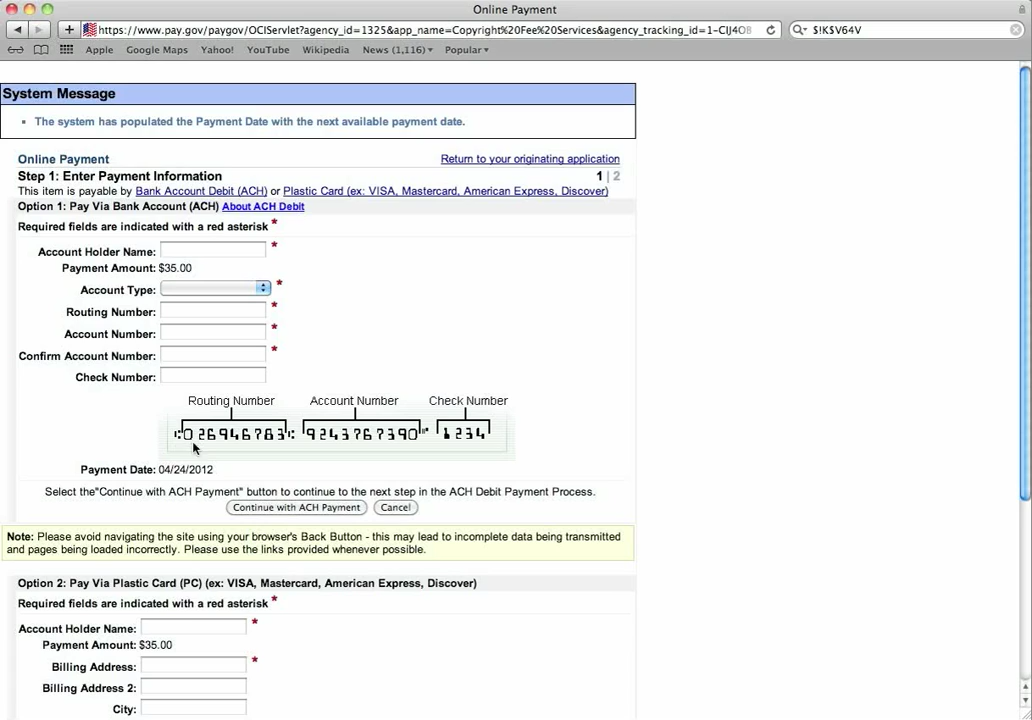 Online Payment
https://www.pay.gov/paygov/OCIServlet?agency_id=1325&app_name=Copyright%20Fee%20Services&agency_tracking_id=1-CIJ4OB
$!K$V64V
Apple Google Maps Yahoo! YouTube Wikipedia News (1,116) Popular
System Message
The system has populated the Payment Date with the next available payment date.
Online Payment Return to your originating application
Step 1: Enter Payment Information 1 | 2
This item is payable by Bank Account Debit (ACH) or Plastic Card (ex: VISA, Mastercard, American Express, Discover)
Option 1: Pay Via Bank Account (ACH) About ACH Debit
Required fields are indicated with a red asterisk *
Account Holder Name: *
Payment Amount: $35.00
Account Type: *
Routing Number: *
Account Number: *
Confirm Account Number: *
Check Number:
Routing Number Account Number Check Number
⑆026946783⑆ 9243767390⑈ 1234
Payment Date: 04/24/2012
Select the"Continue with ACH Payment" button to continue to the next step in the ACH Debit Payment Process.
Continue with ACH Payment Cancel
Note: Please avoid navigating the site using your browser's Back Button - this may lead to incomplete data being transmitted
and pages being loaded incorrectly. Please use the links provided whenever possible.
Option 2: Pay Via Plastic Card (PC) (ex: VISA, Mastercard, American Express, Discover)
Required fields are indicated with a red asterisk *
Account Holder Name: *
Payment Amount: $35.00
Billing Address: *
Billing Address 2:
City: